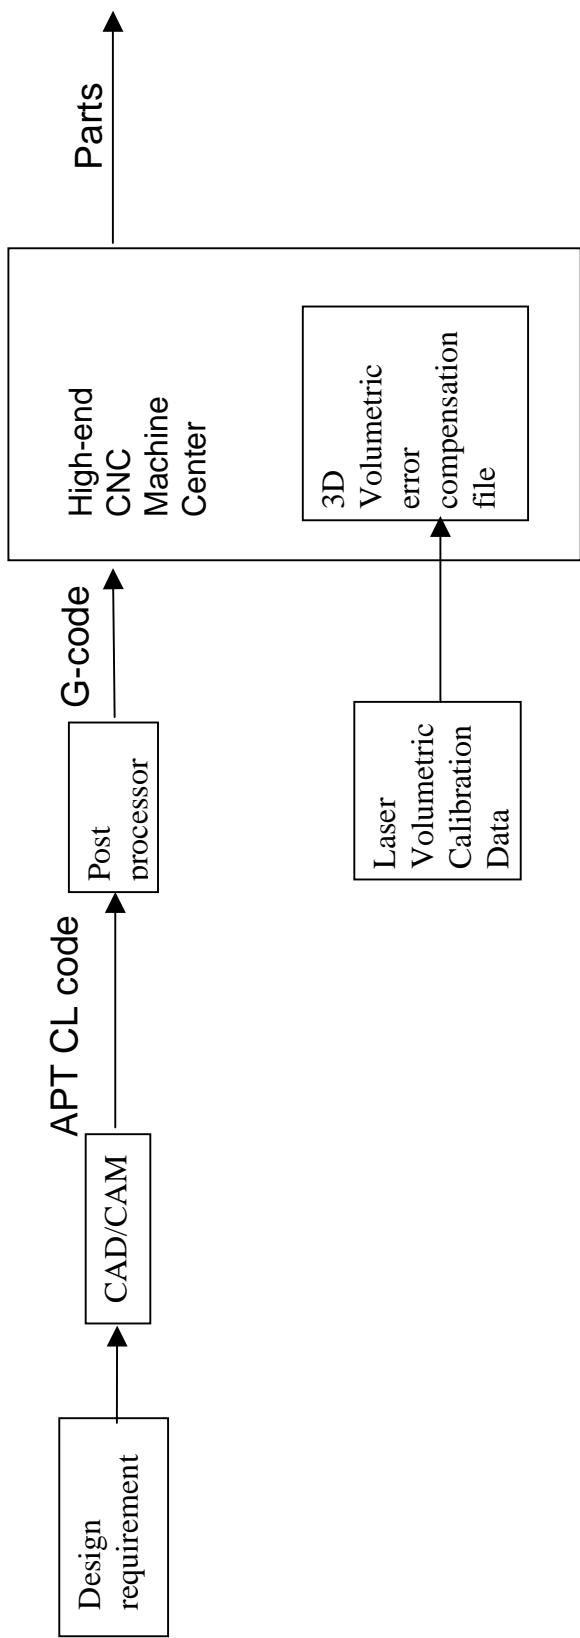 Design
requirement
CAD/CAM
APT CL code
Post
processor
G-code
High-end
CNC
Machine
Center
Parts
Laser
Volumetric
Calibration
Data
3D
Volumetric
error
compensation
file